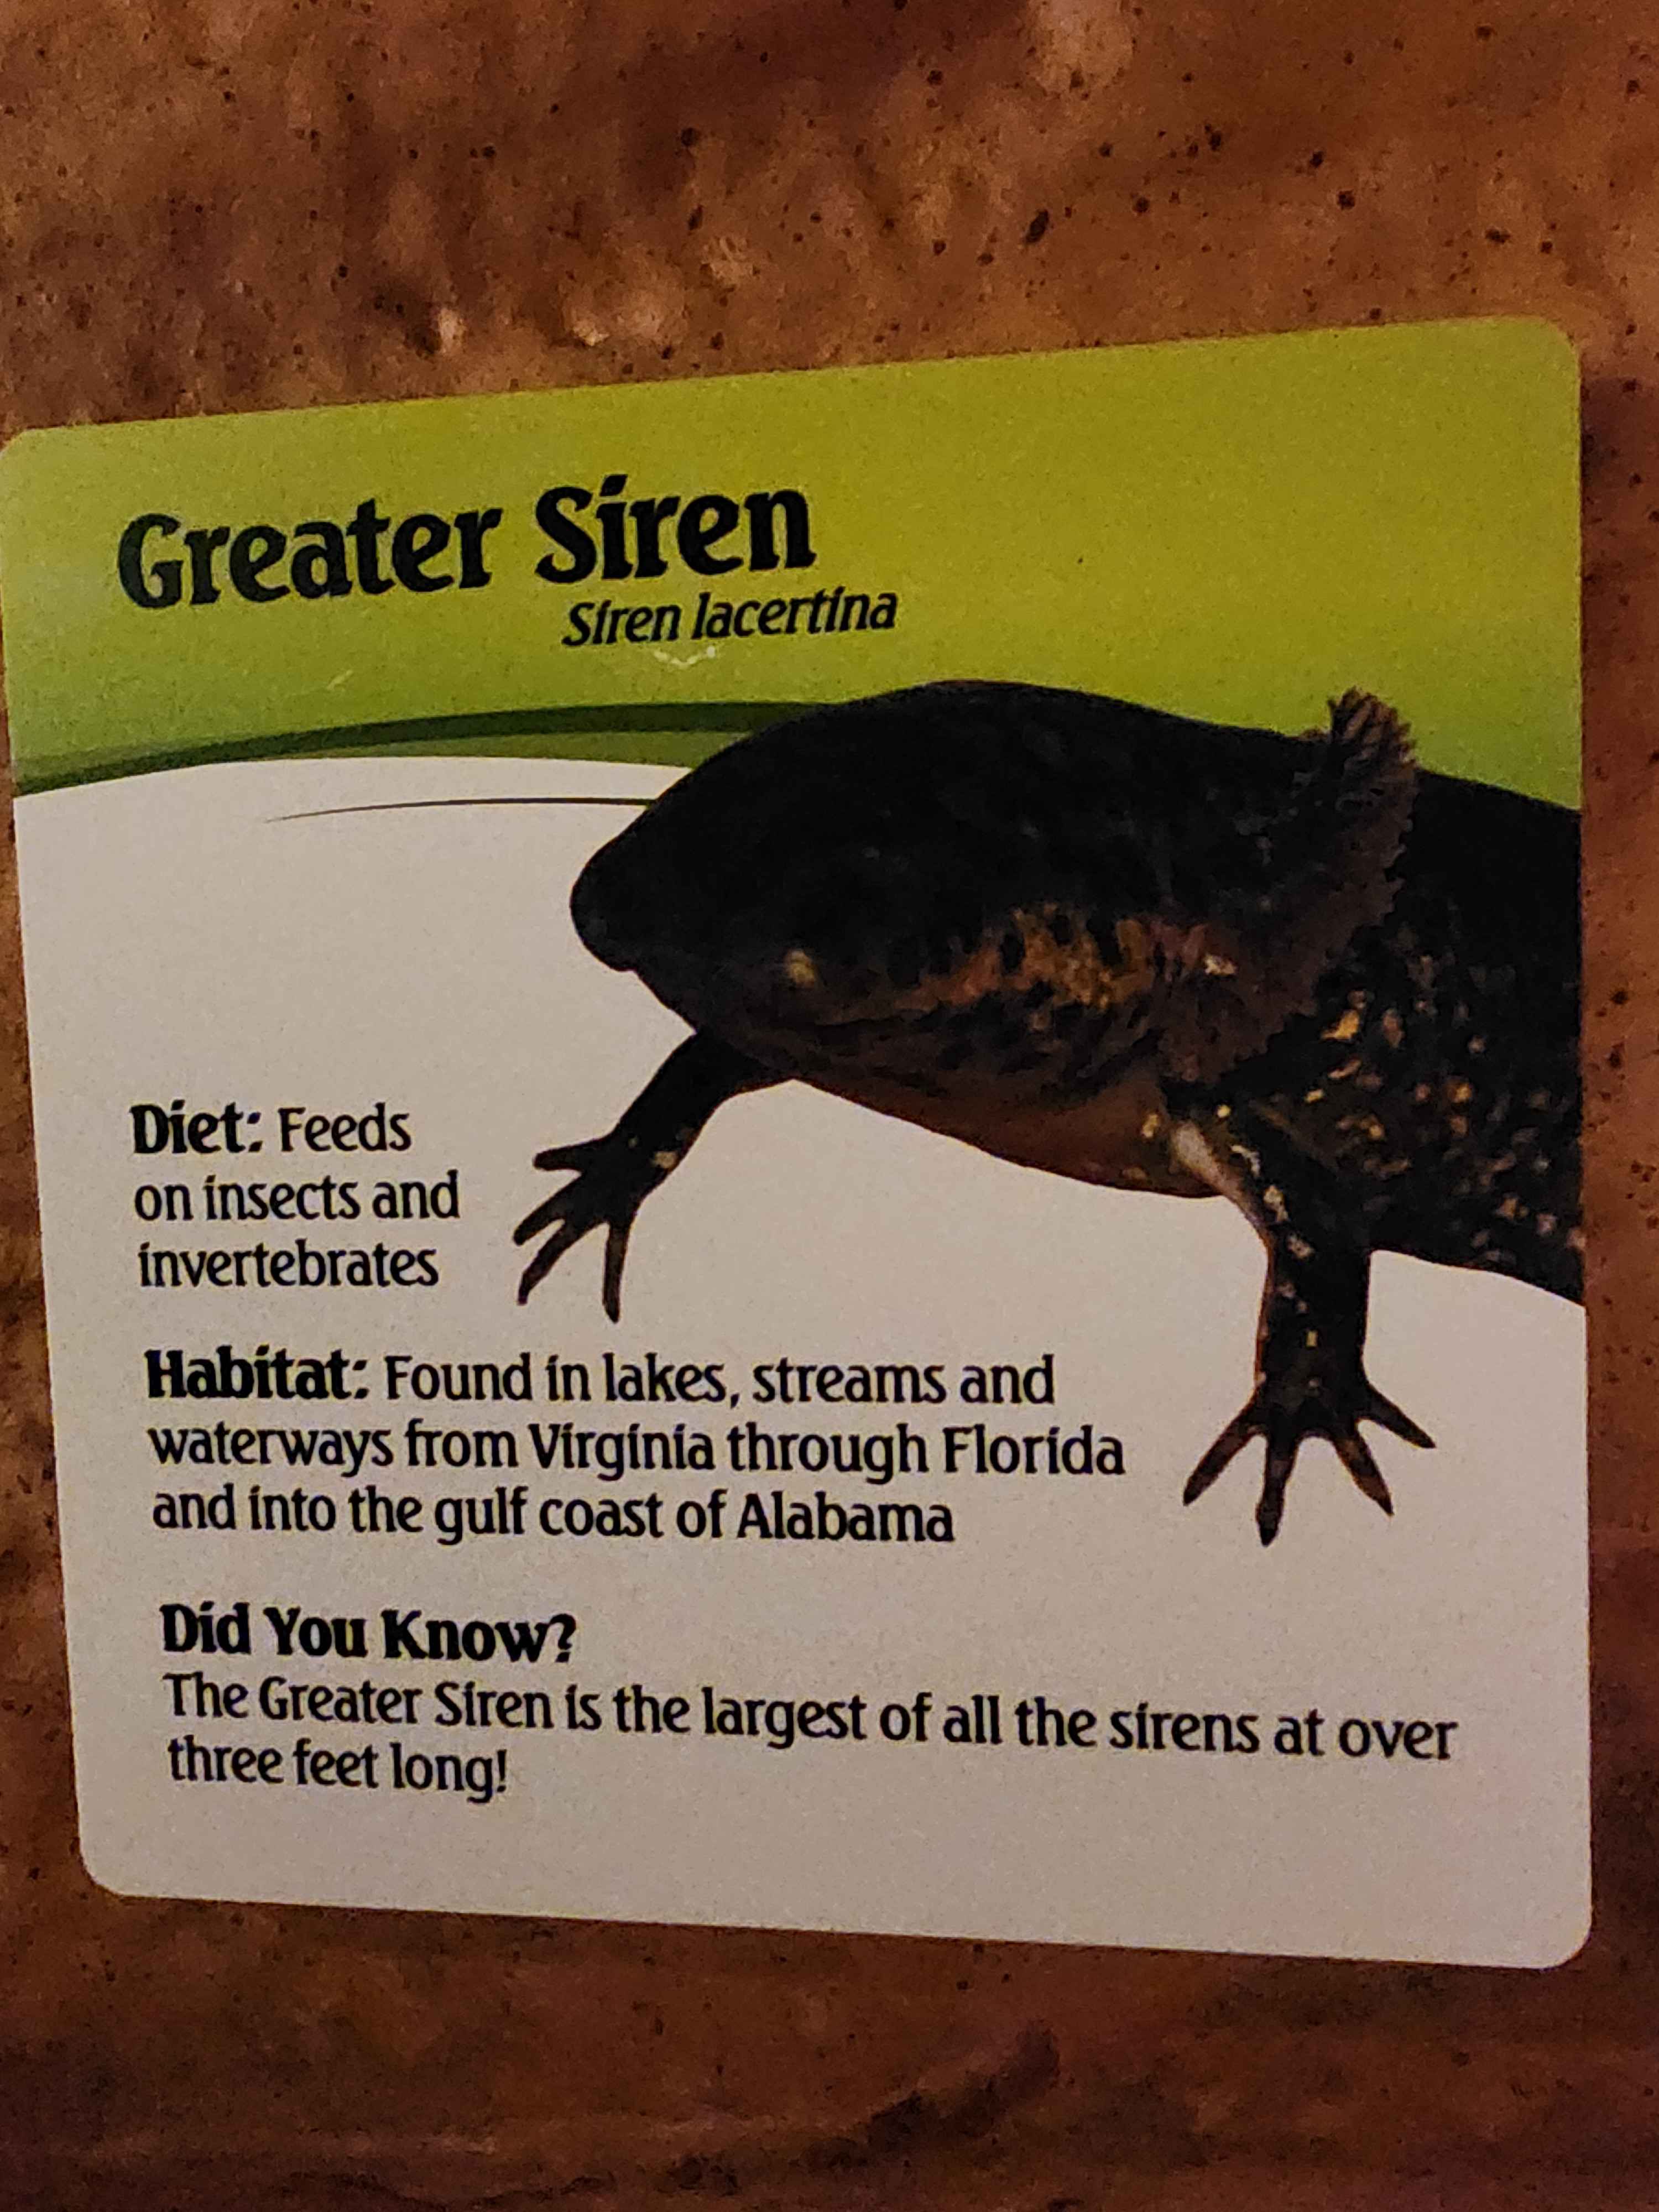 Greater Siren
Siren lacertina
Diet: Feeds
on insects and
invertebrates
Habitat: Found in lakes, streams and
waterways from Virginia through Florida
and into the gulf coast of Alabama
Did You Know?
The Greater Siren is the largest of all the sirens at over
three feet long!